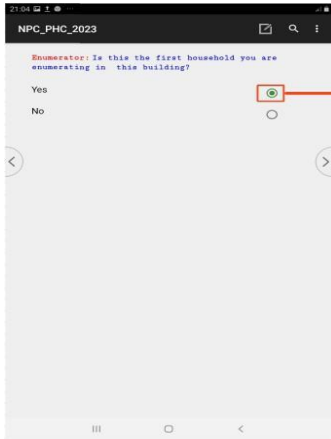 21:04
NPC_PHC_2023
Enumerator: Is this the first household you are
enumerating in this building?
Yes
No